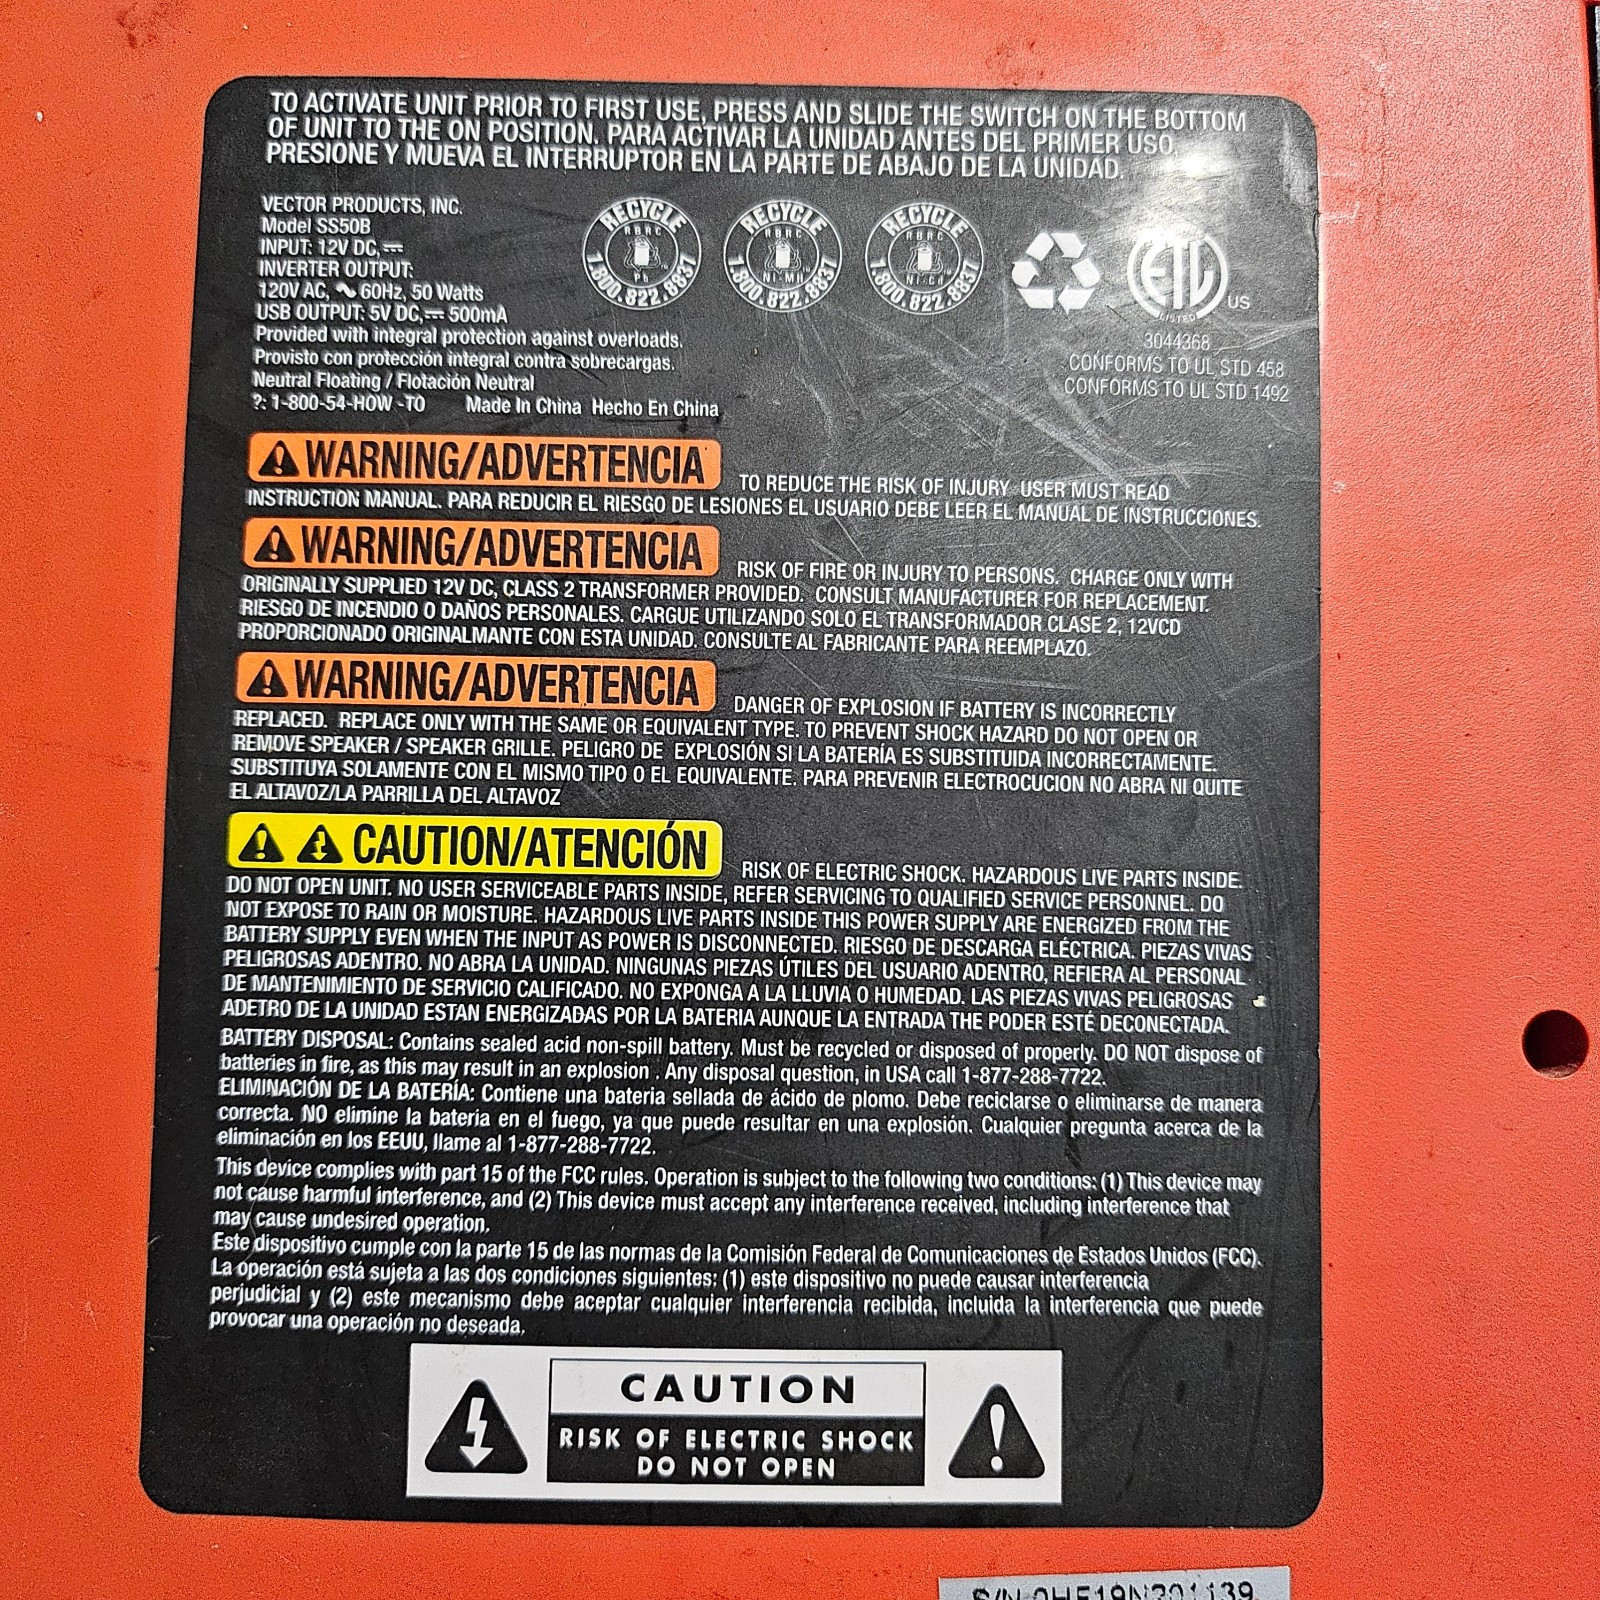 TO ACTIVATE UNIT PRIOR TO FIRST USE, PRESS AND SLIDE THE SWITCH ON THE BOTTOM
OF UNIT TO THE ON POSITION. PARA ACTIVAR LA UNIDAD ANTES DEL PRIMER USO,
PRESIONE Y MUEVA EL INTERRUPTOR EN LA PARTE DE ABAJO DE LA UNIDAD.
VECTOR PRODUCTS, INC.
Model SS50B
INPUT: 12V DC, ⎓
INVERTER OUTPUT:
120V AC, ∿ 60Hz, 50 Watts
USB OUTPUT: 5V DC, ⎓ 500mA
Provided with integral protection against overloads.
Provisto con protección integral contra sobrecargas.
Neutral Floating / Flotación Neutral
?: 1-800-54-HOW -TO Made In China Hecho En China
RECYCLE RBRC Pb 1.800.822.8837
RECYCLE RBRC NI-MH 1.800.822.8837
RECYCLE RBRC Ni-Cd 1.800.822.8837
ETL LISTED US
3044368
CONFORMS TO UL STD 458
CONFORMS TO UL STD 1492
WARNING/ADVERTENCIA TO REDUCE THE RISK OF INJURY USER MUST READ
INSTRUCTION MANUAL. PARA REDUCIR EL RIESGO DE LESIONES EL USUARIO DEBE LEER EL MANUAL DE INSTRUCCIONES.
WARNING/ADVERTENCIA RISK OF FIRE OR INJURY TO PERSONS. CHARGE ONLY WITH
ORIGINALLY SUPPLIED 12V DC, CLASS 2 TRANSFORMER PROVIDED. CONSULT MANUFACTURER FOR REPLACEMENT.
RIESGO DE INCENDIO O DAÑOS PERSONALES. CARGUE UTILIZANDO SOLO EL TRANSFORMADOR CLASE 2, 12VCD
PROPORCIONADO ORIGINALMANTE CON ESTA UNIDAD. CONSULTE AL FABRICANTE PARA REEMPLAZO.
WARNING/ADVERTENCIA DANGER OF EXPLOSION IF BATTERY IS INCORRECTLY
REPLACED. REPLACE ONLY WITH THE SAME OR EQUIVALENT TYPE. TO PREVENT SHOCK HAZARD DO NOT OPEN OR
REMOVE SPEAKER / SPEAKER GRILLE. PELIGRO DE EXPLOSIÓN SI LA BATERÍA ES SUBSTITUIDA INCORRECTAMENTE.
SUBSTITUYA SOLAMENTE CON EL MISMO TIPO O EL EQUIVALENTE. PARA PREVENIR ELECTROCUCION NO ABRA NI QUITE
EL ALTAVOZ/LA PARRILLA DEL ALTAVOZ
CAUTION/ATENCIÓN RISK OF ELECTRIC SHOCK. HAZARDOUS LIVE PARTS INSIDE.
DO NOT OPEN UNIT. NO USER SERVICEABLE PARTS INSIDE, REFER SERVICING TO QUALIFIED SERVICE PERSONNEL. DO
NOT EXPOSE TO RAIN OR MOISTURE. HAZARDOUS LIVE PARTS INSIDE THIS POWER SUPPLY ARE ENERGIZED FROM THE
BATTERY SUPPLY EVEN WHEN THE INPUT AS POWER IS DISCONNECTED. RIESGO DE DESCARGA ELÉCTRICA. PIEZAS VIVAS
PELIGROSAS ADENTRO. NO ABRA LA UNIDAD. NINGUNAS PIEZAS ÚTILES DEL USUARIO ADENTRO, REFIERA AL PERSONAL
DE MANTENIMIENTO DE SERVICIO CALIFICADO. NO EXPONGA A LA LLUVIA O HUMEDAD. LAS PIEZAS VIVAS PELIGROSAS
ADETRO DE LA UNIDAD ESTAN ENERGIZADAS POR LA BATERIA AUNQUE LA ENTRADA THE PODER ESTÉ DECONECTADA.
BATTERY DISPOSAL: Contains sealed acid non-spill battery. Must be recycled or disposed of properly. DO NOT dispose of
batteries in fire, as this may result in an explosion . Any disposal question, in USA call 1-877-288-7722.
ELIMINACIÓN DE LA BATERÍA: Contiene una bateria sellada de ácido de plomo. Debe reciclarse o eliminarse de manera
correcta. NO elimine la bateria en el fuego, ya que puede resultar en una explosión. Cualquier pregunta acerca de la
eliminación en los EEUU, llame al 1-877-288-7722.
This device complies with part 15 of the FCC rules. Operation is subject to the following two conditions: (1) This device may
not cause harmful interference, and (2) This device must accept any interference received, including interference that
may cause undesired operation,
Este dispositivo cumple con la parte 15 de las normas de la Comisión Federal de Comunicaciones de Estados Unidos (FCC).
La operación está sujeta a las dos condiciones siguientes: (1) este dispositivo no puede causar interferencia
perjudicial y (2) este mecanismo debe aceptar cualquier interferencia recibida, incluida la interferencia que puede
provocar una operación no deseada.
CAUTION
RISK OF ELECTRIC SHOCK
DO NOT OPEN
S/N